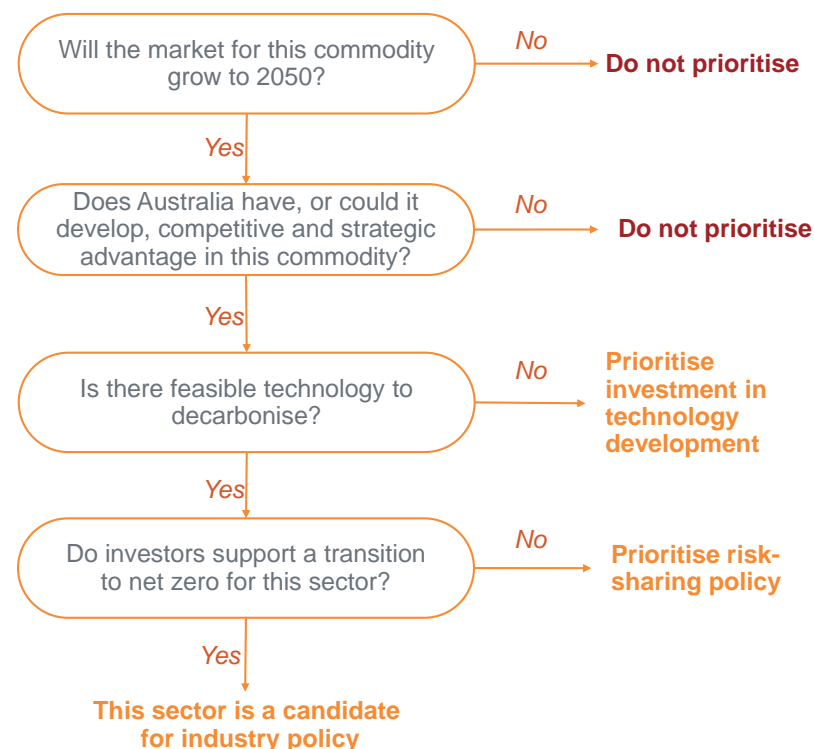 Will the market for this commodity
grow to 2050?
No
Do not prioritise
Yes
Does Australia have, or could it
develop, competitive and strategic
advantage in this commodity?
No
Do not prioritise
Yes
Is there feasible technology to
decarbonise?
No
Prioritise
investment in
technology
development
Yes
Do investors support a transition
to net zero for this sector?
No
Prioritise risk-
sharing policy
Yes
This sector is a candidate
for industry policy